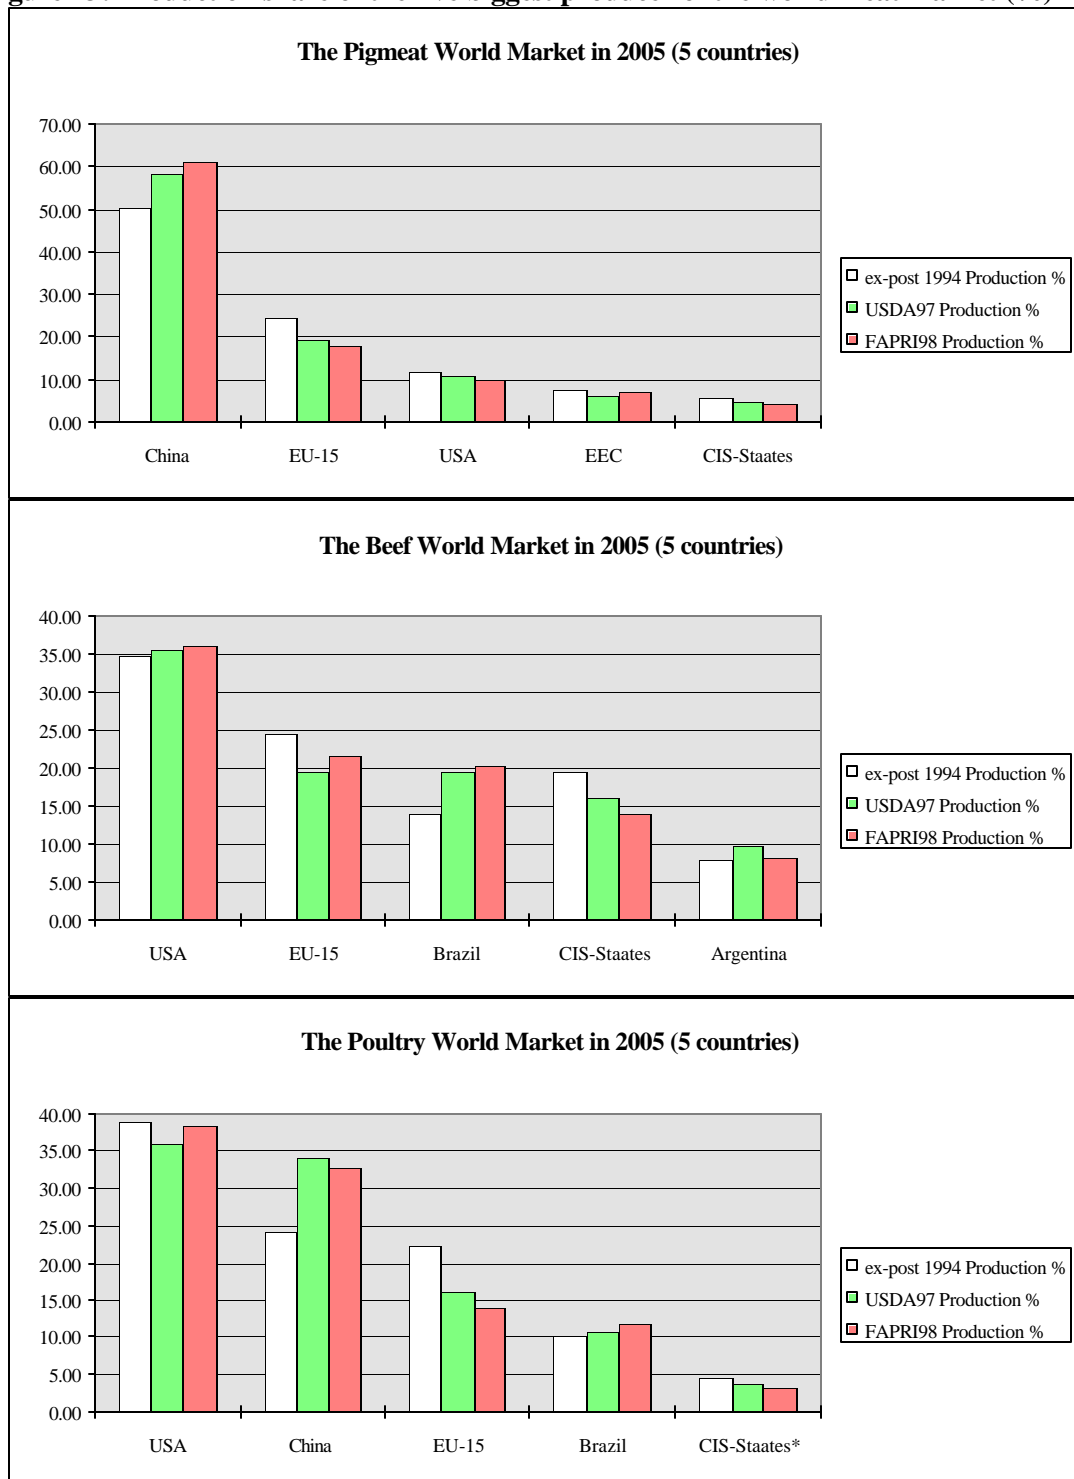 The Pigmeat World Market in 2005 (5 countries)
70.00
60.00
50.00
40.00
30.00
20.00
10.00
0.00
China EU-15 USA EEC CIS-Staates
ex-post 1994 Production %
USDA97 Production %
FAPRI98 Production %
The Beef World Market in 2005 (5 countries)
40.00
35.00
30.00
25.00
20.00
15.00
10.00
5.00
0.00
USA EU-15 Brazil CIS-Staates Argentina
ex-post 1994 Production %
USDA97 Production %
FAPRI98 Production %
The Poultry World Market in 2005 (5 countries)
40.00
35.00
30.00
25.00
20.00
15.00
10.00
5.00
0.00
USA China EU-15 Brazil CIS-Staates*
ex-post 1994 Production %
USDA97 Production %
FAPRI98 Production %